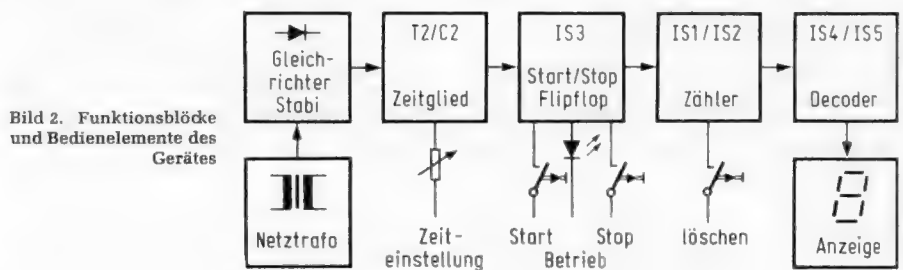 Bild 2. Funktionsblöcke
und Bedienelemente des
Gerätes
Gleich-
richter
Stabi
T2/C2
Zeitglied
IS3
Start/Stop
Flipflop
IS1/IS2
Zähler
IS4/IS5
Decoder
Netztrafo
Zeit-
einstellung
Start
Stop
Betrieb
löschen
Anzeige